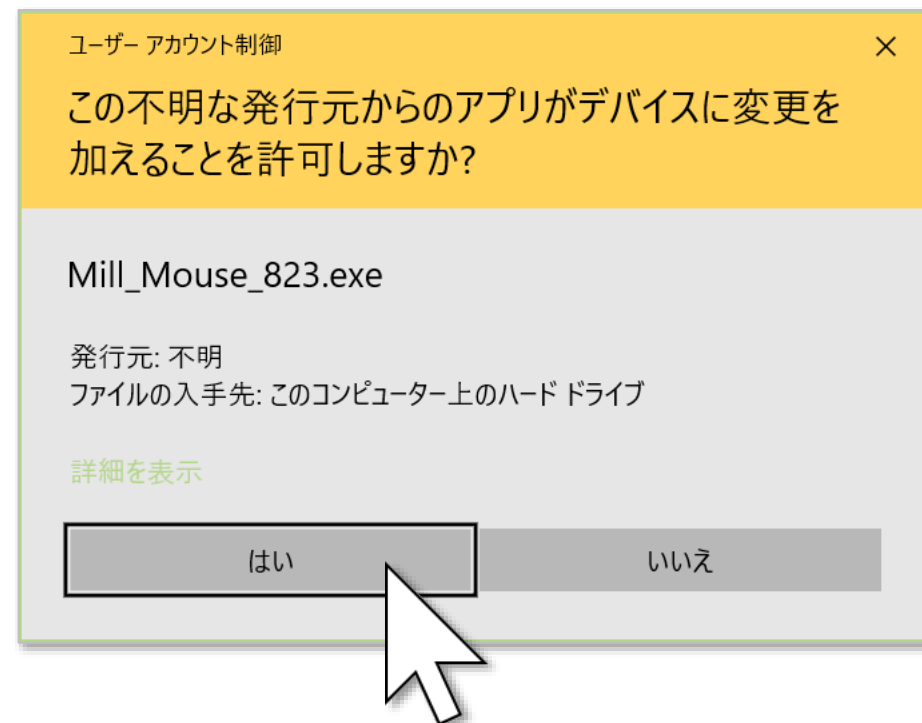 ユーザー アカウント制御
この不明な発行元からのアプリがデバイスに変更を
加えることを許可しますか?
Mill_Mouse_823.exe
発行元: 不明
ファイルの入手先: このコンピューター上のハード ドライブ
詳細を表示
はい
いいえ